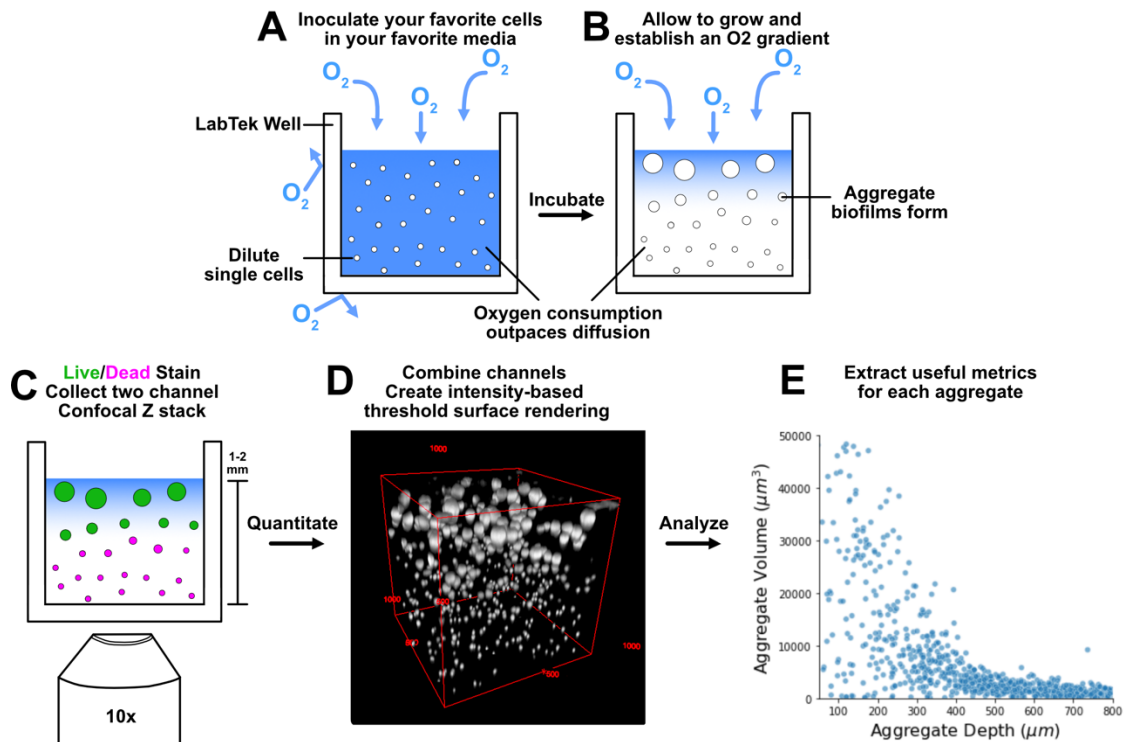 A
Inoculate your favorite cells
in your favorite media
O2
O2
O2
LabTek Well
O2
Dilute
single cells
O2
Incubate
B
Allow to grow and
establish an O2 gradient
O2
O2
O2
Aggregate
biofilms form
Oxygen consumption
outpaces diffusion
C
Live/Dead Stain
Collect two channel
Confocal Z stack
1-2
mm
10x
Quantitate
D
Combine channels
Create intensity-based
threshold surface rendering
1000
1000
1000
500
Analyze
E
Extract useful metrics
for each aggregate
Aggregate Volume (μm³)
50000
40000
30000
20000
10000
0
100 200 300 400 500 600 700 800
Aggregate Depth (μm)